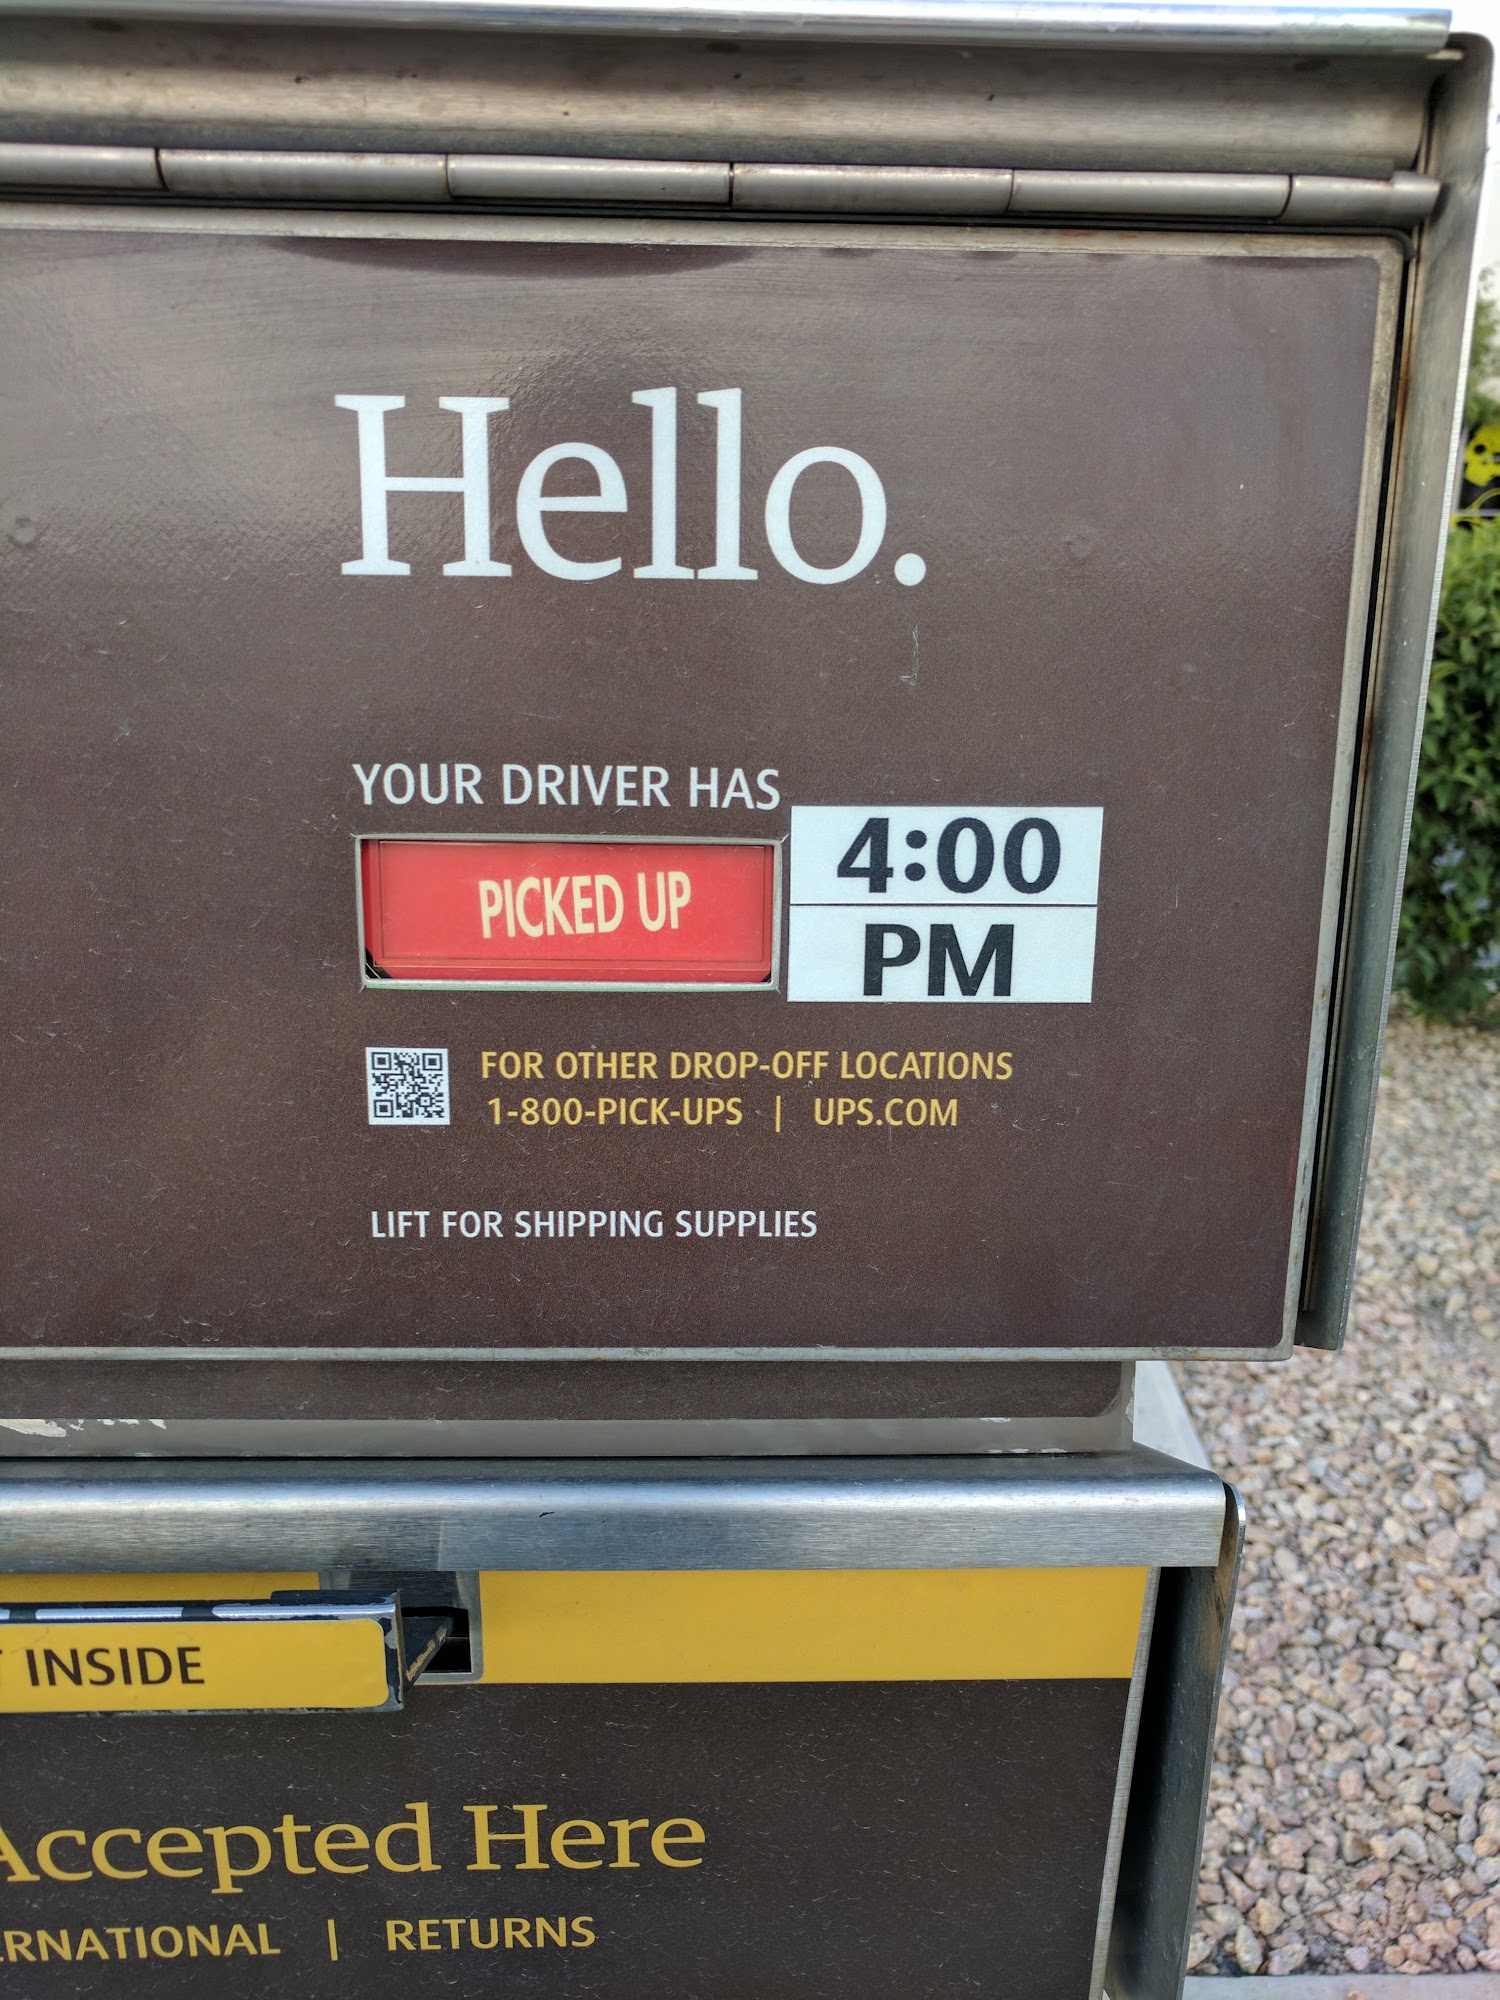 Hello.
YOUR DRIVER HAS
PICKED UP
4:00
PM
FOR OTHER DROP-OFF LOCATIONS
1-800-PICK-UPS | UPS.COM
LIFT FOR SHIPPING SUPPLIES
INSIDE
Accepted Here
ERNATIONAL | RETURNS